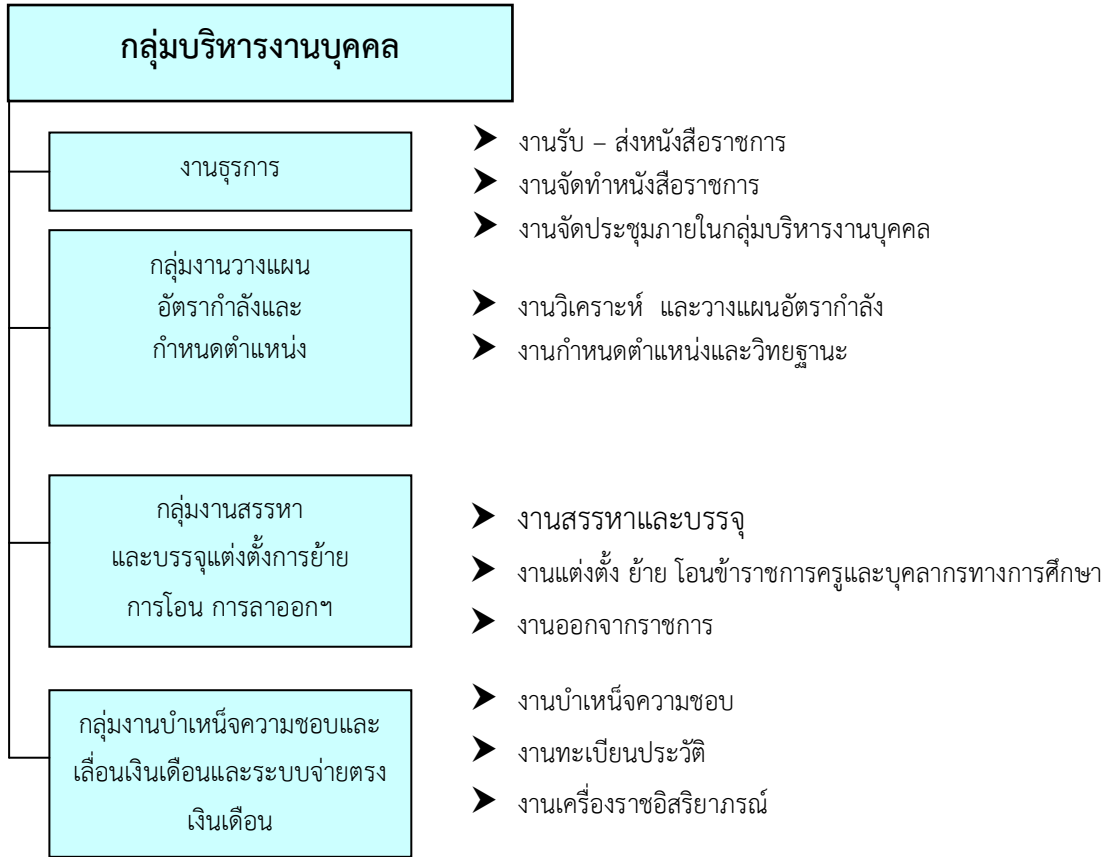 กลุ่มบริหารงานบุคคล
งานธุรการ
➤ งานรับ – ส่งหนังสือราชการ
➤ งานจัดทำหนังสือราชการ
➤ งานจัดประชุมภายในกลุ่มบริหารงานบุคคล
กลุ่มงานวางแผน
อัตรากำลังและ
กำหนดตำแหน่ง
➤ งานวิเคราะห์ และวางแผนอัตรากำลัง
➤ งานกำหนดตำแหน่งและวิทยฐานะ
กลุ่มงานสรรหา
และบรรจุแต่งตั้งการย้าย
การโอน การลาออกฯ
➤ งานสรรหาและบรรจุ
➤ งานแต่งตั้ง ย้าย โอนข้าราชการครูและบุคลากรทางการศึกษา
➤ งานออกจากราชการ
กลุ่มงานบำเหน็จความชอบและ
เลื่อนเงินเดือนและระบบจ่ายตรง
เงินเดือน
➤ งานบำเหน็จความชอบ
➤ งานทะเบียนประวัติ
➤ งานเครื่องราชอิสริยาภรณ์